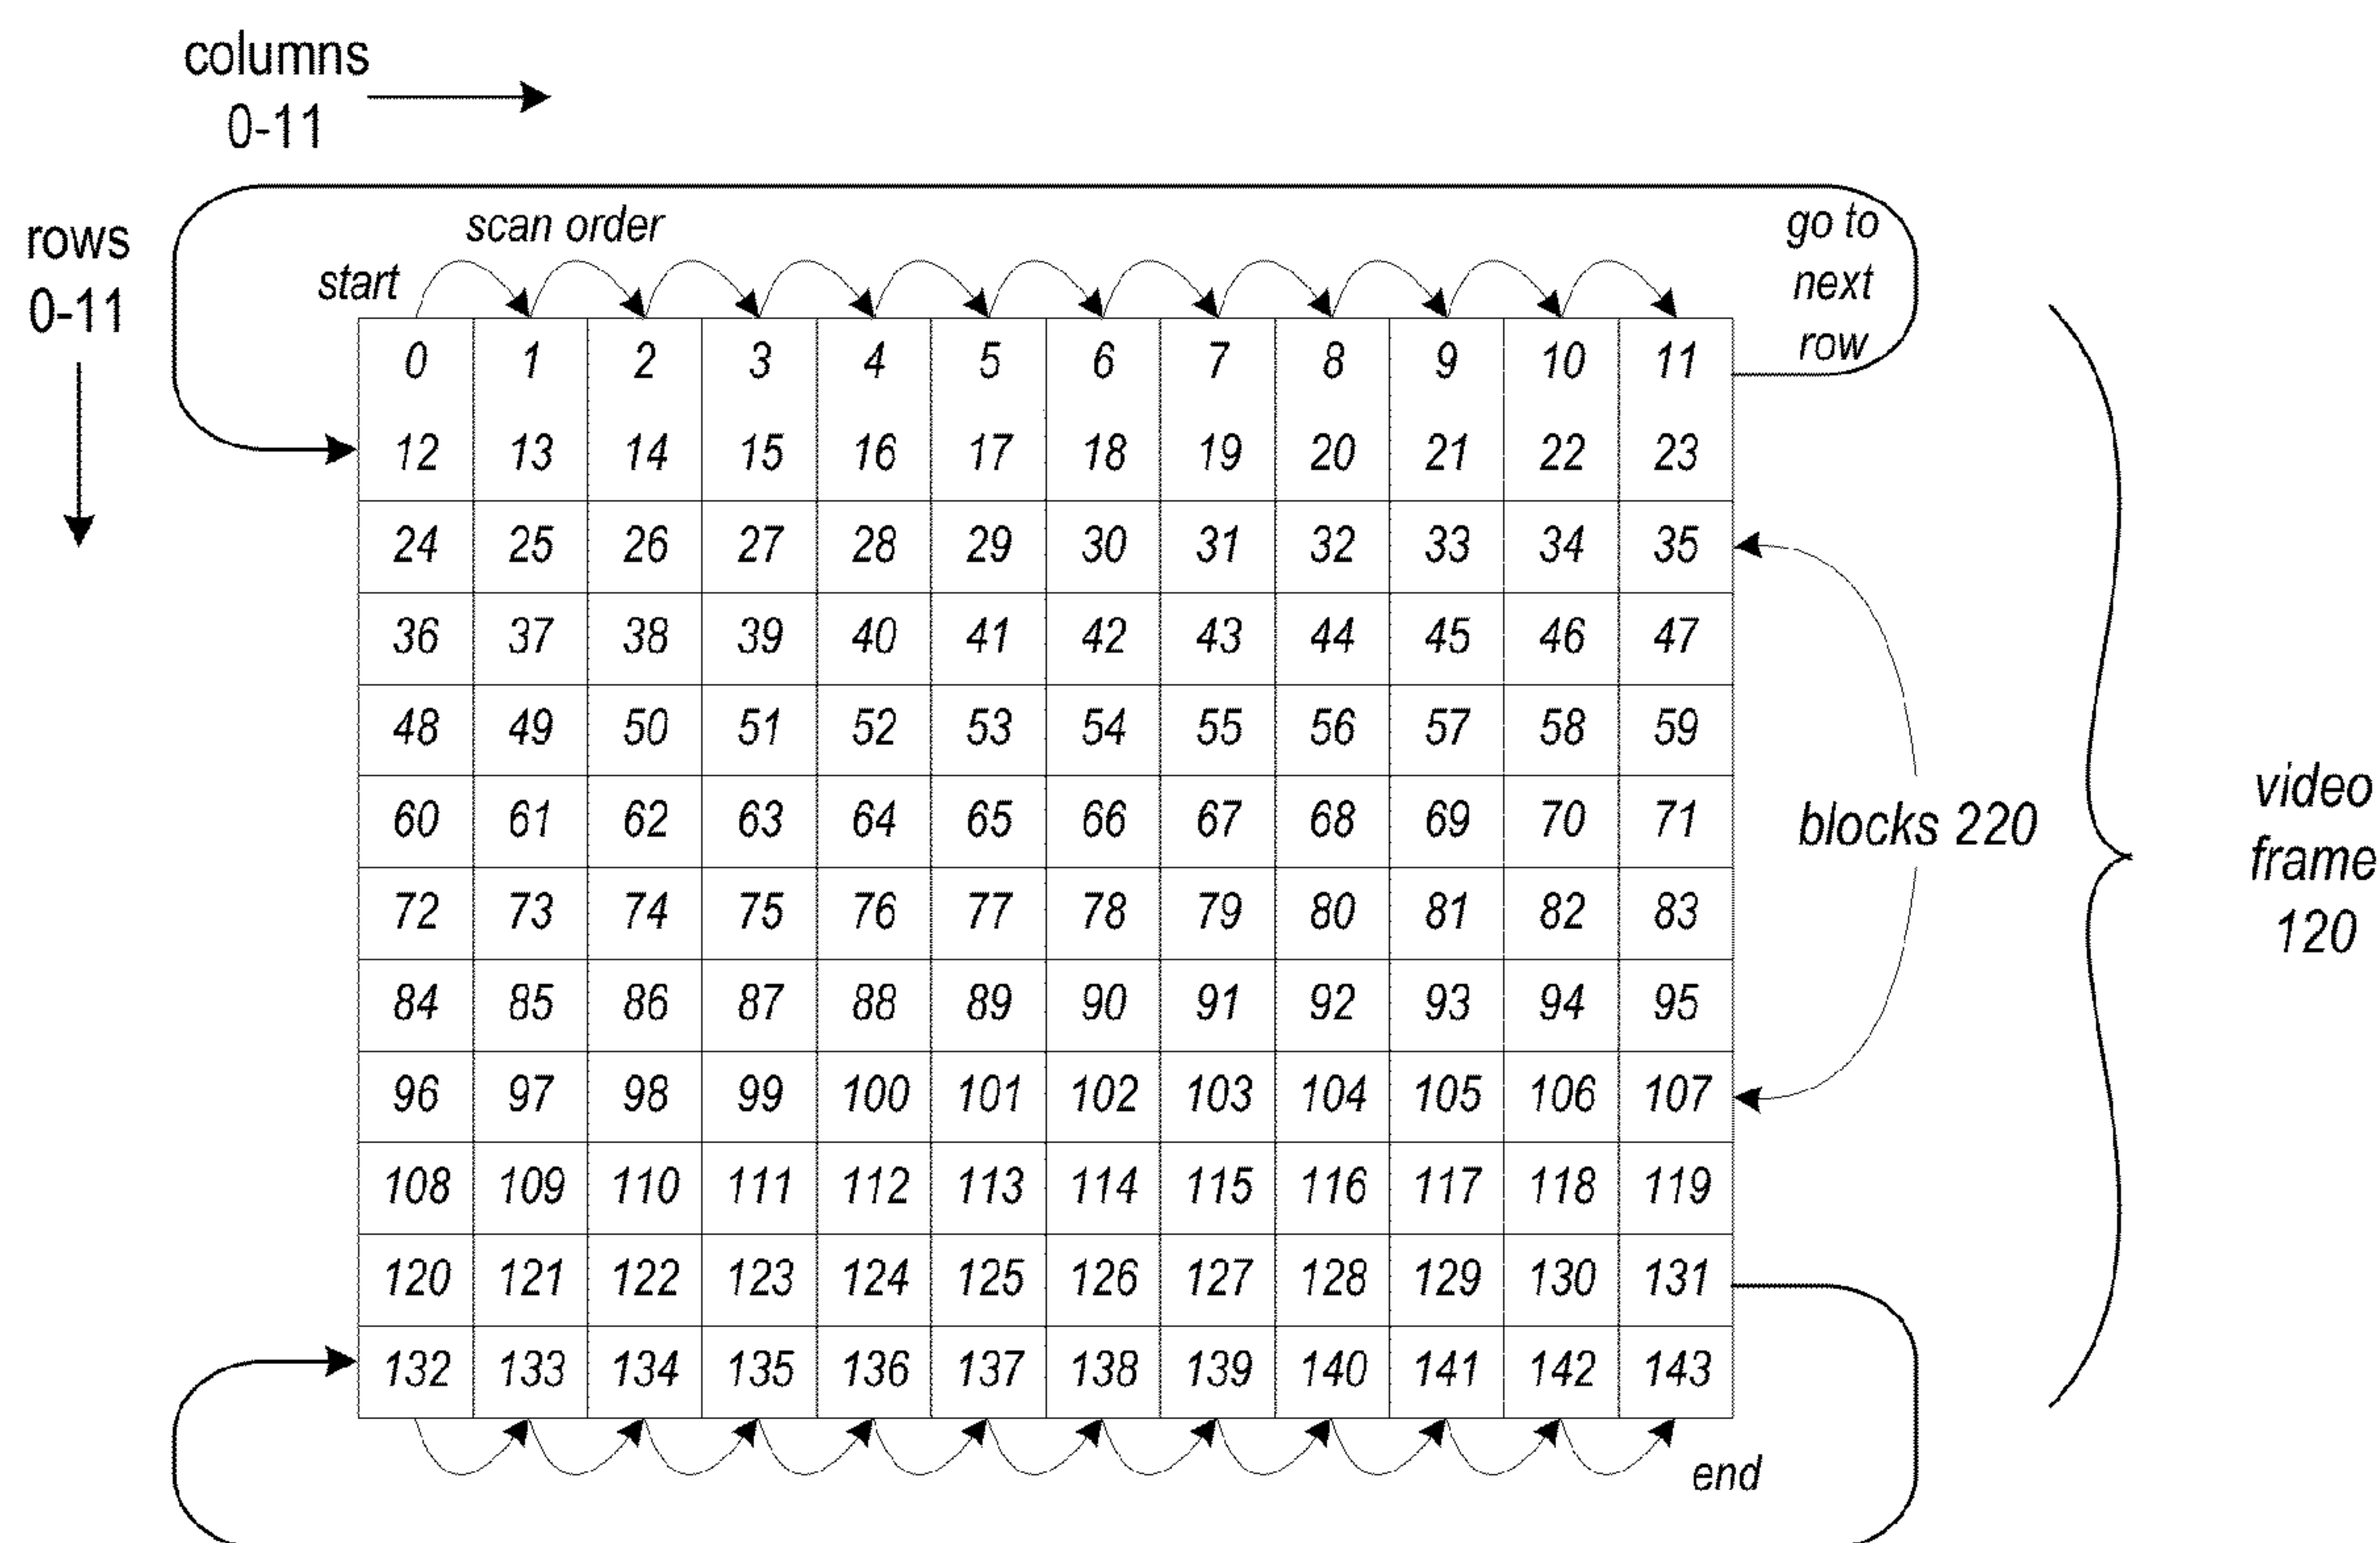 columns
0-11
rows
0-11
scan order
start
go to
next
row
0 1 2 3 4 5 6 7 8 9 10 11
12 13 14 15 16 17 18 19 20 21 22 23
24 25 26 27 28 29 30 31 32 33 34 35
36 37 38 39 40 41 42 43 44 45 46 47
48 49 50 51 52 53 54 55 56 57 58 59
60 61 62 63 64 65 66 67 68 69 70 71
72 73 74 75 76 77 78 79 80 81 82 83
84 85 86 87 88 89 90 91 92 93 94 95
96 97 98 99 100 101 102 103 104 105 106 107
108 109 110 111 112 113 114 115 116 117 118 119
120 121 122 123 124 125 126 127 128 129 130 131
132 133 134 135 136 137 138 139 140 141 142 143
end
blocks 220
video
frame
120